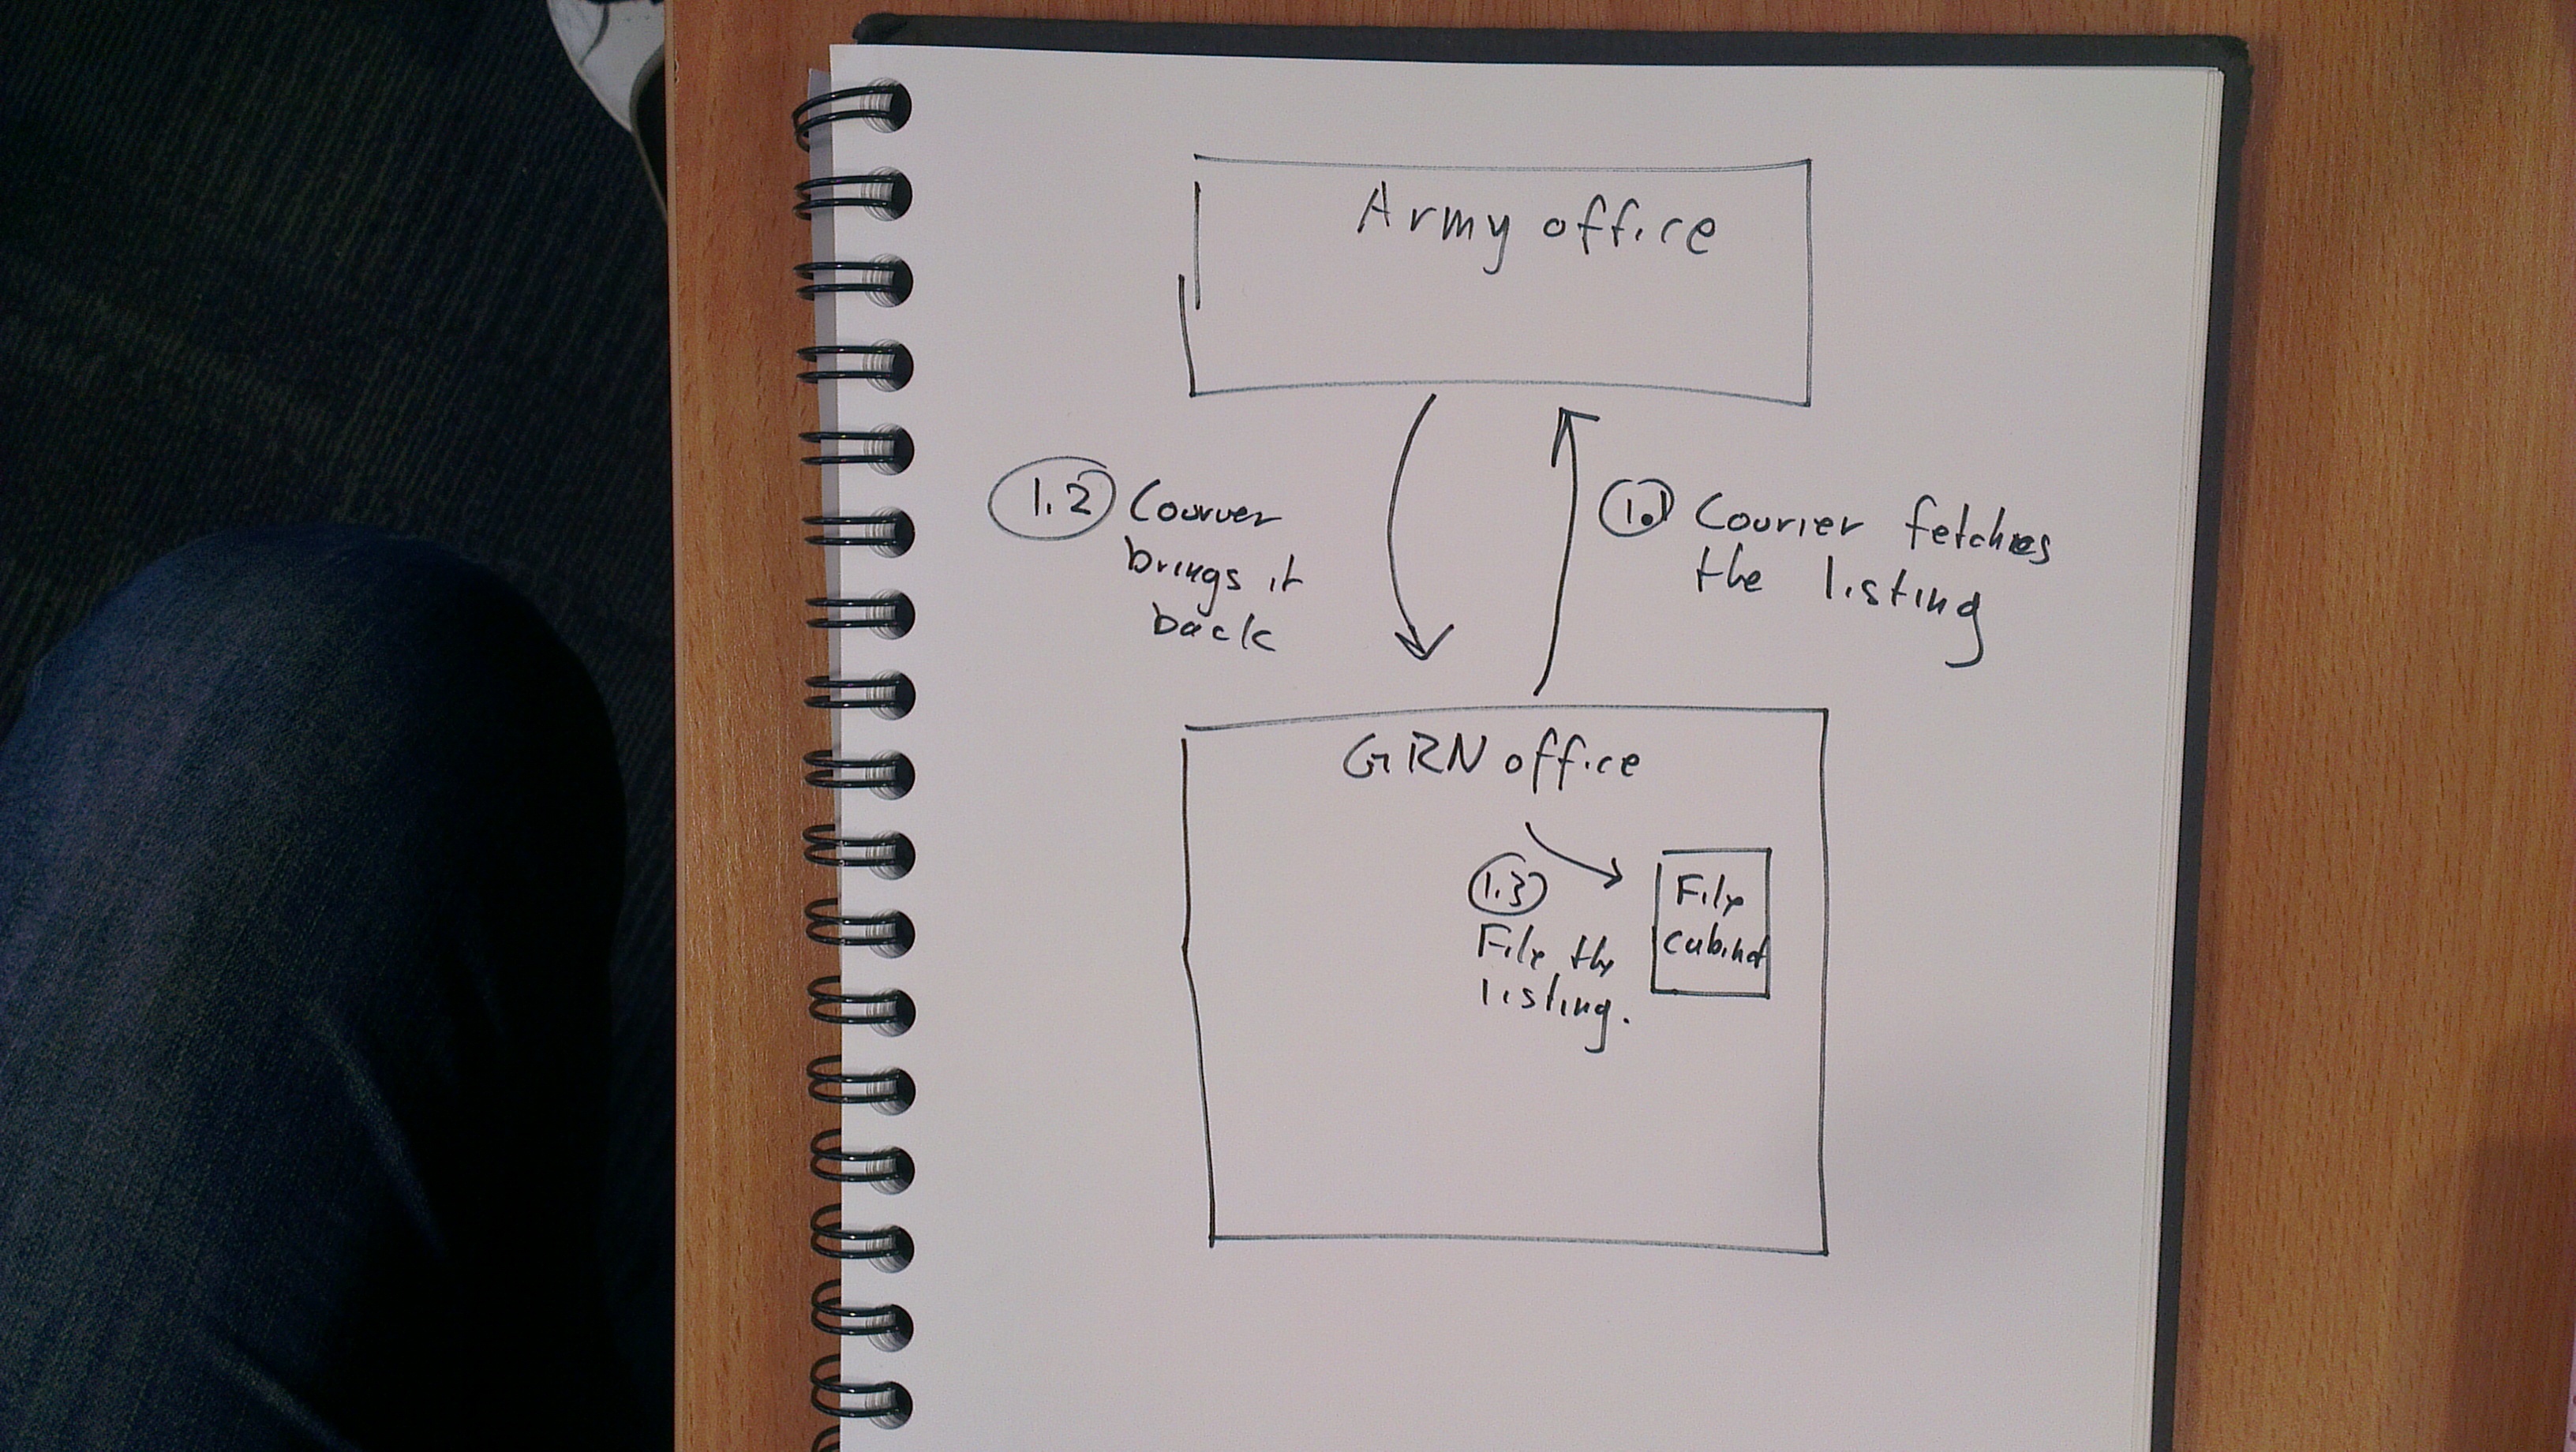 Army office
1.2 Courier
brings it
back
1.1 Courier fetches
the listing
GRN office
1.3
File the
listing.
File
cabinet